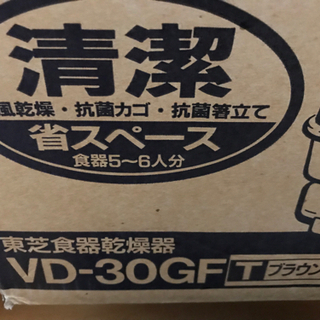 清潔
風乾燥・抗菌カゴ・抗菌箸立て
省スペース
食器5〜6人分
東芝食器乾燥器
VD-30GF T ブラウン